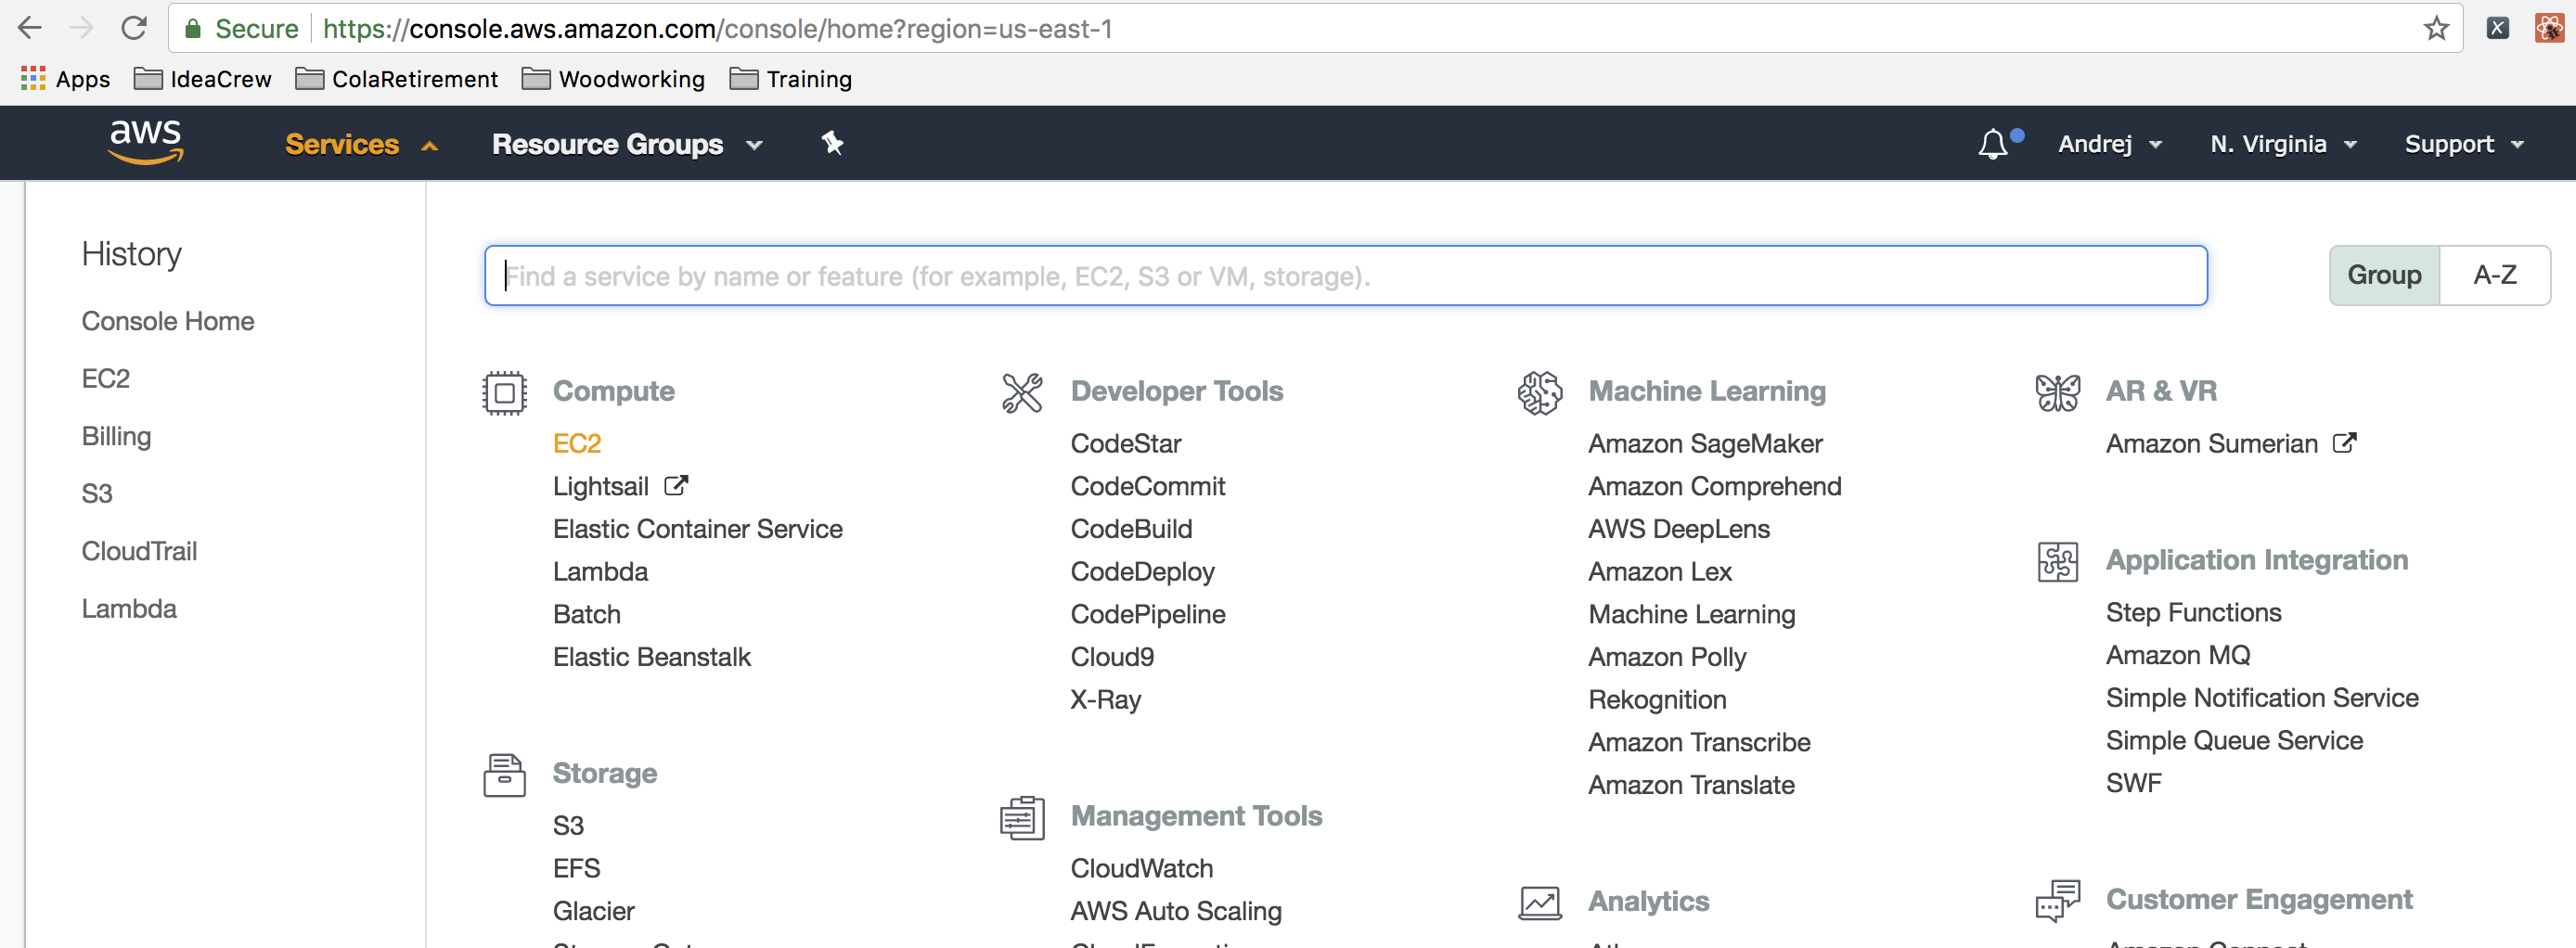 Secure https://console.aws.amazon.com/console/home?region=us-east-1
Apps IdeaCrew ColaRetirement Woodworking Training
aws Services Resource Groups Andrej N. Virginia Support
History
Console Home
EC2
Billing
S3
CloudTrail
Lambda
Find a service by name or feature (for example, EC2, S3 or VM, storage).
Group A-Z
Compute
EC2
Lightsail
Elastic Container Service
Lambda
Batch
Elastic Beanstalk
Storage
S3
EFS
Glacier
Developer Tools
CodeStar
CodeCommit
CodeBuild
CodeDeploy
CodePipeline
Cloud9
X-Ray
Management Tools
CloudWatch
AWS Auto Scaling
Machine Learning
Amazon SageMaker
Amazon Comprehend
AWS DeepLens
Amazon Lex
Machine Learning
Amazon Polly
Rekognition
Amazon Transcribe
Amazon Translate
Analytics
AR & VR
Amazon Sumerian
Application Integration
Step Functions
Amazon MQ
Simple Notification Service
Simple Queue Service
SWF
Customer Engagement